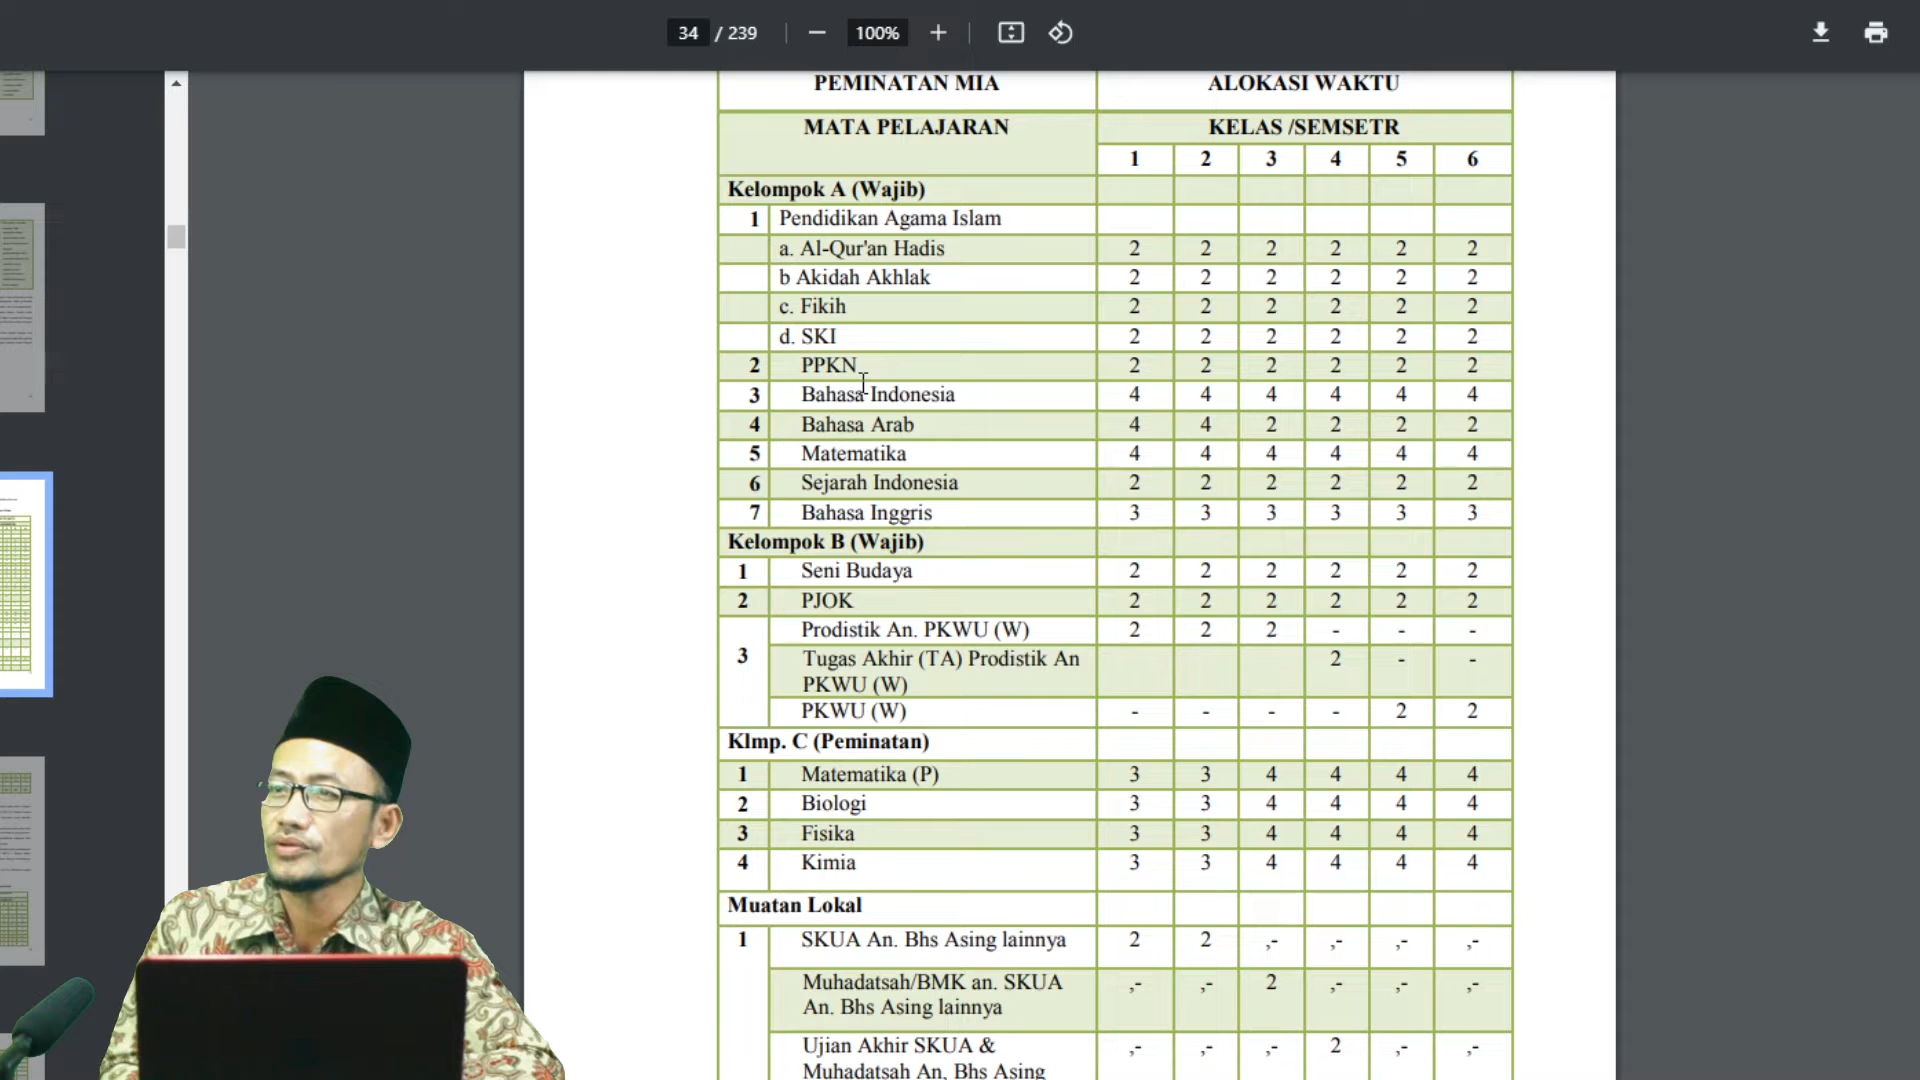 34 / 239 100%
PEMINATAN MIA ALOKASI WAKTU
MATA PELAJARAN KELAS /SEMSETR
1 2 3 4 5 6
Kelompok A (Wajib)
1 Pendidikan Agama Islam
a. Al-Qur'an Hadis 2 2 2 2 2 2
b Akidah Akhlak 2 2 2 2 2 2
c. Fikih 2 2 2 2 2 2
d. SKI 2 2 2 2 2 2
2 PPKN 2 2 2 2 2 2
3 Bahasa Indonesia 4 4 4 4 4 4
4 Bahasa Arab 4 4 2 2 2 2
5 Matematika 4 4 4 4 4 4
6 Sejarah Indonesia 2 2 2 2 2 2
7 Bahasa Inggris 3 3 3 3 3 3
Kelompok B (Wajib)
1 Seni Budaya 2 2 2 2 2 2
2 PJOK 2 2 2 2 2 2
3 Prodistik An. PKWU (W) 2 2 2 - - -
Tugas Akhir (TA) Prodistik An 2 - -
PKWU (W)
PKWU (W) - - - - 2 2
Klmp. C (Peminatan)
1 Matematika (P) 3 3 4 4 4 4
2 Biologi 3 3 4 4 4 4
3 Fisika 3 3 4 4 4 4
4 Kimia 3 3 4 4 4 4
Muatan Lokal
1 SKUA An. Bhs Asing lainnya 2 2 ,- ,- ,- ,-
Muhadatsah/BMK an. SKUA ,- ,- 2 ,- ,- ,-
An. Bhs Asing lainnya
Ujian Akhir SKUA & ,- ,- ,- 2 ,- ,-
Muhadatsah An, Bhs Asing